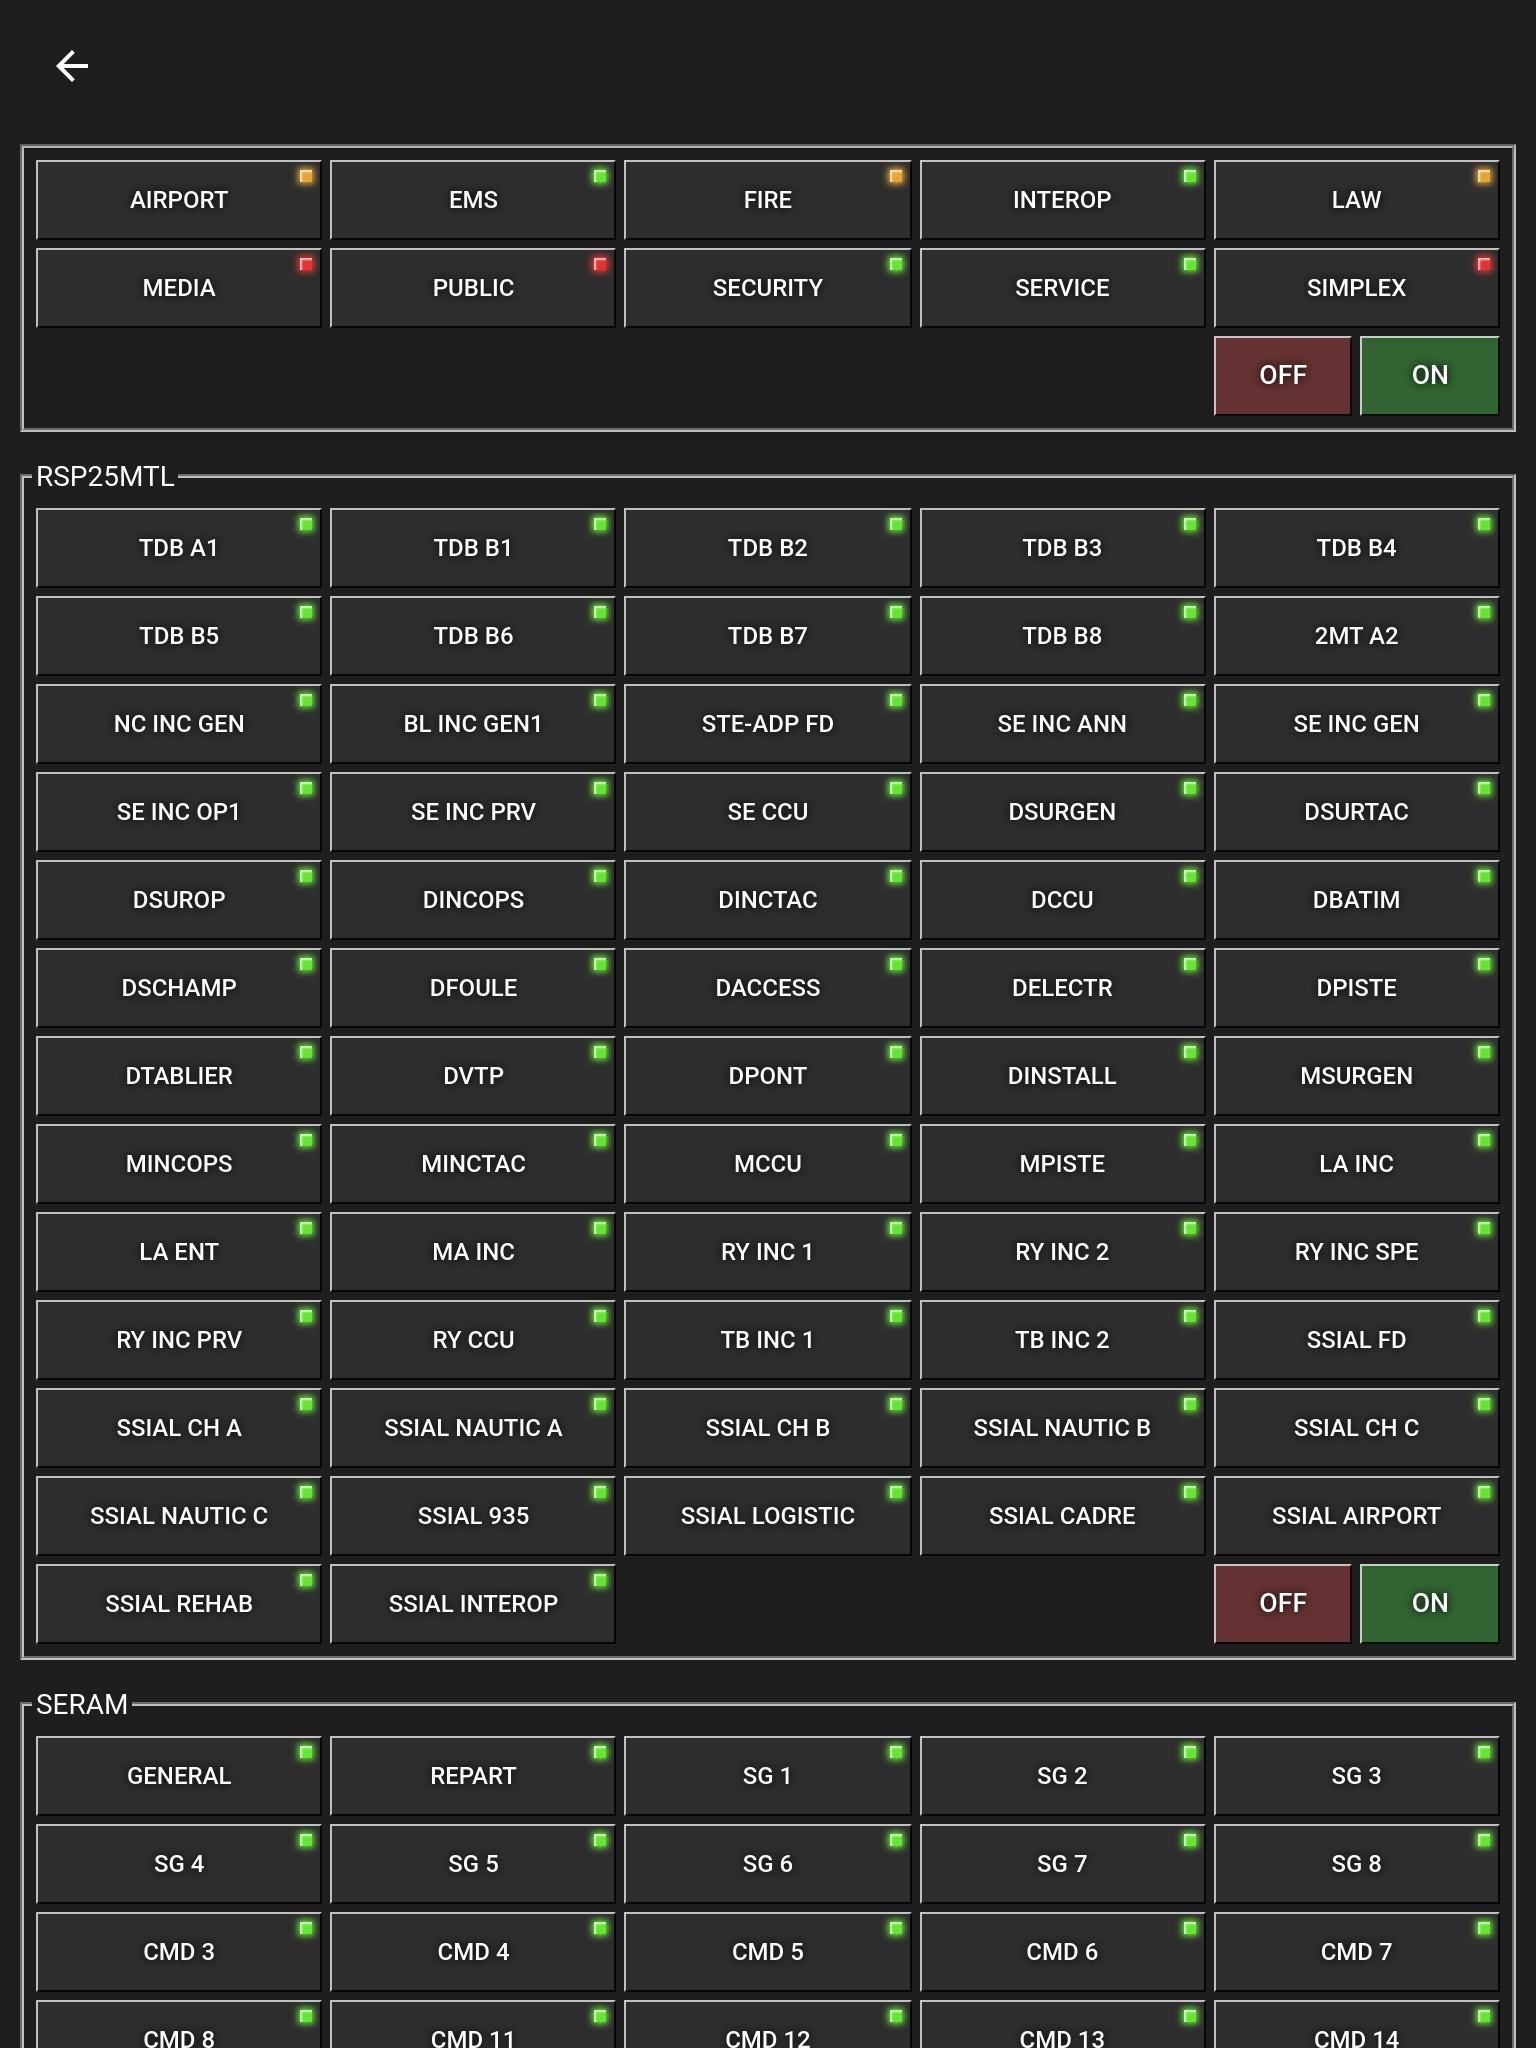 AIRPORT EMS FIRE INTEROP LAW
MEDIA PUBLIC SECURITY SERVICE SIMPLEX
OFF ON
RSP25MTL
TDB A1 TDB B1 TDB B2 TDB B3 TDB B4
TDB B5 TDB B6 TDB B7 TDB B8 2MT A2
NC INC GEN BL INC GEN1 STE-ADP FD SE INC ANN SE INC GEN
SE INC OP1 SE INC PRV SE CCU DSURGEN DSURTAC
DSUROP DINCOPS DINCTAC DCCU DBATIM
DSCHAMP DFOULE DACCESS DELECTR DPISTE
DTABLIER DVTP DPONT DINSTALL MSURGEN
MINCOPS MINCTAC MCCU MPISTE LA INC
LA ENT MA INC RY INC 1 RY INC 2 RY INC SPE
RY INC PRV RY CCU TB INC 1 TB INC 2 SSIAL FD
SSIAL CH A SSIAL NAUTIC A SSIAL CH B SSIAL NAUTIC B SSIAL CH C
SSIAL NAUTIC C SSIAL 935 SSIAL LOGISTIC SSIAL CADRE SSIAL AIRPORT
SSIAL REHAB SSIAL INTEROP OFF ON
SERAM
GENERAL REPART SG 1 SG 2 SG 3
SG 4 SG 5 SG 6 SG 7 SG 8
CMD 3 CMD 4 CMD 5 CMD 6 CMD 7
CMD 8 CMD 11 CMD 12 CMD 13 CMD 14